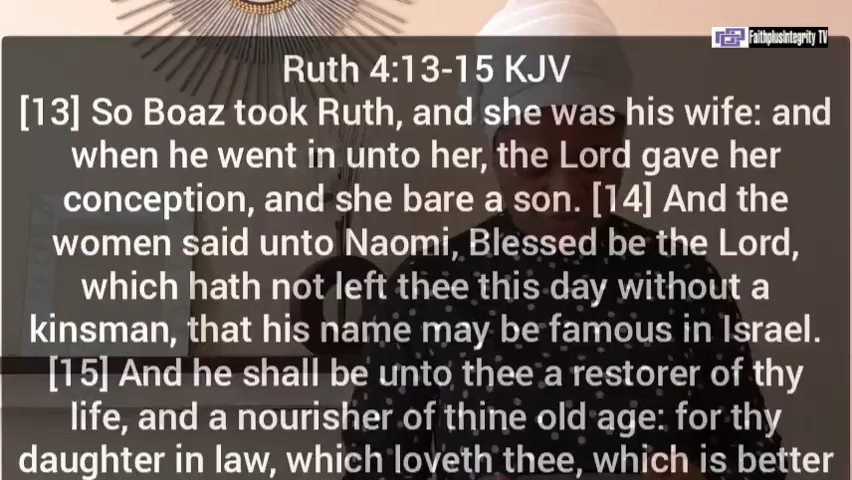 FaithplusIntegrity TV
Ruth 4:13-15 KJV
[13] So Boaz took Ruth, and she was his wife: and
when he went in unto her, the Lord gave her
conception, and she bare a son. [14] And the
women said unto Naomi, Blessed be the Lord,
which hath not left thee this day without a
kinsman, that his name may be famous in Israel.
[15] And he shall be unto thee a restorer of thy
life, and a nourisher of thine old age: for thy
daughter in law, which loveth thee, which is better